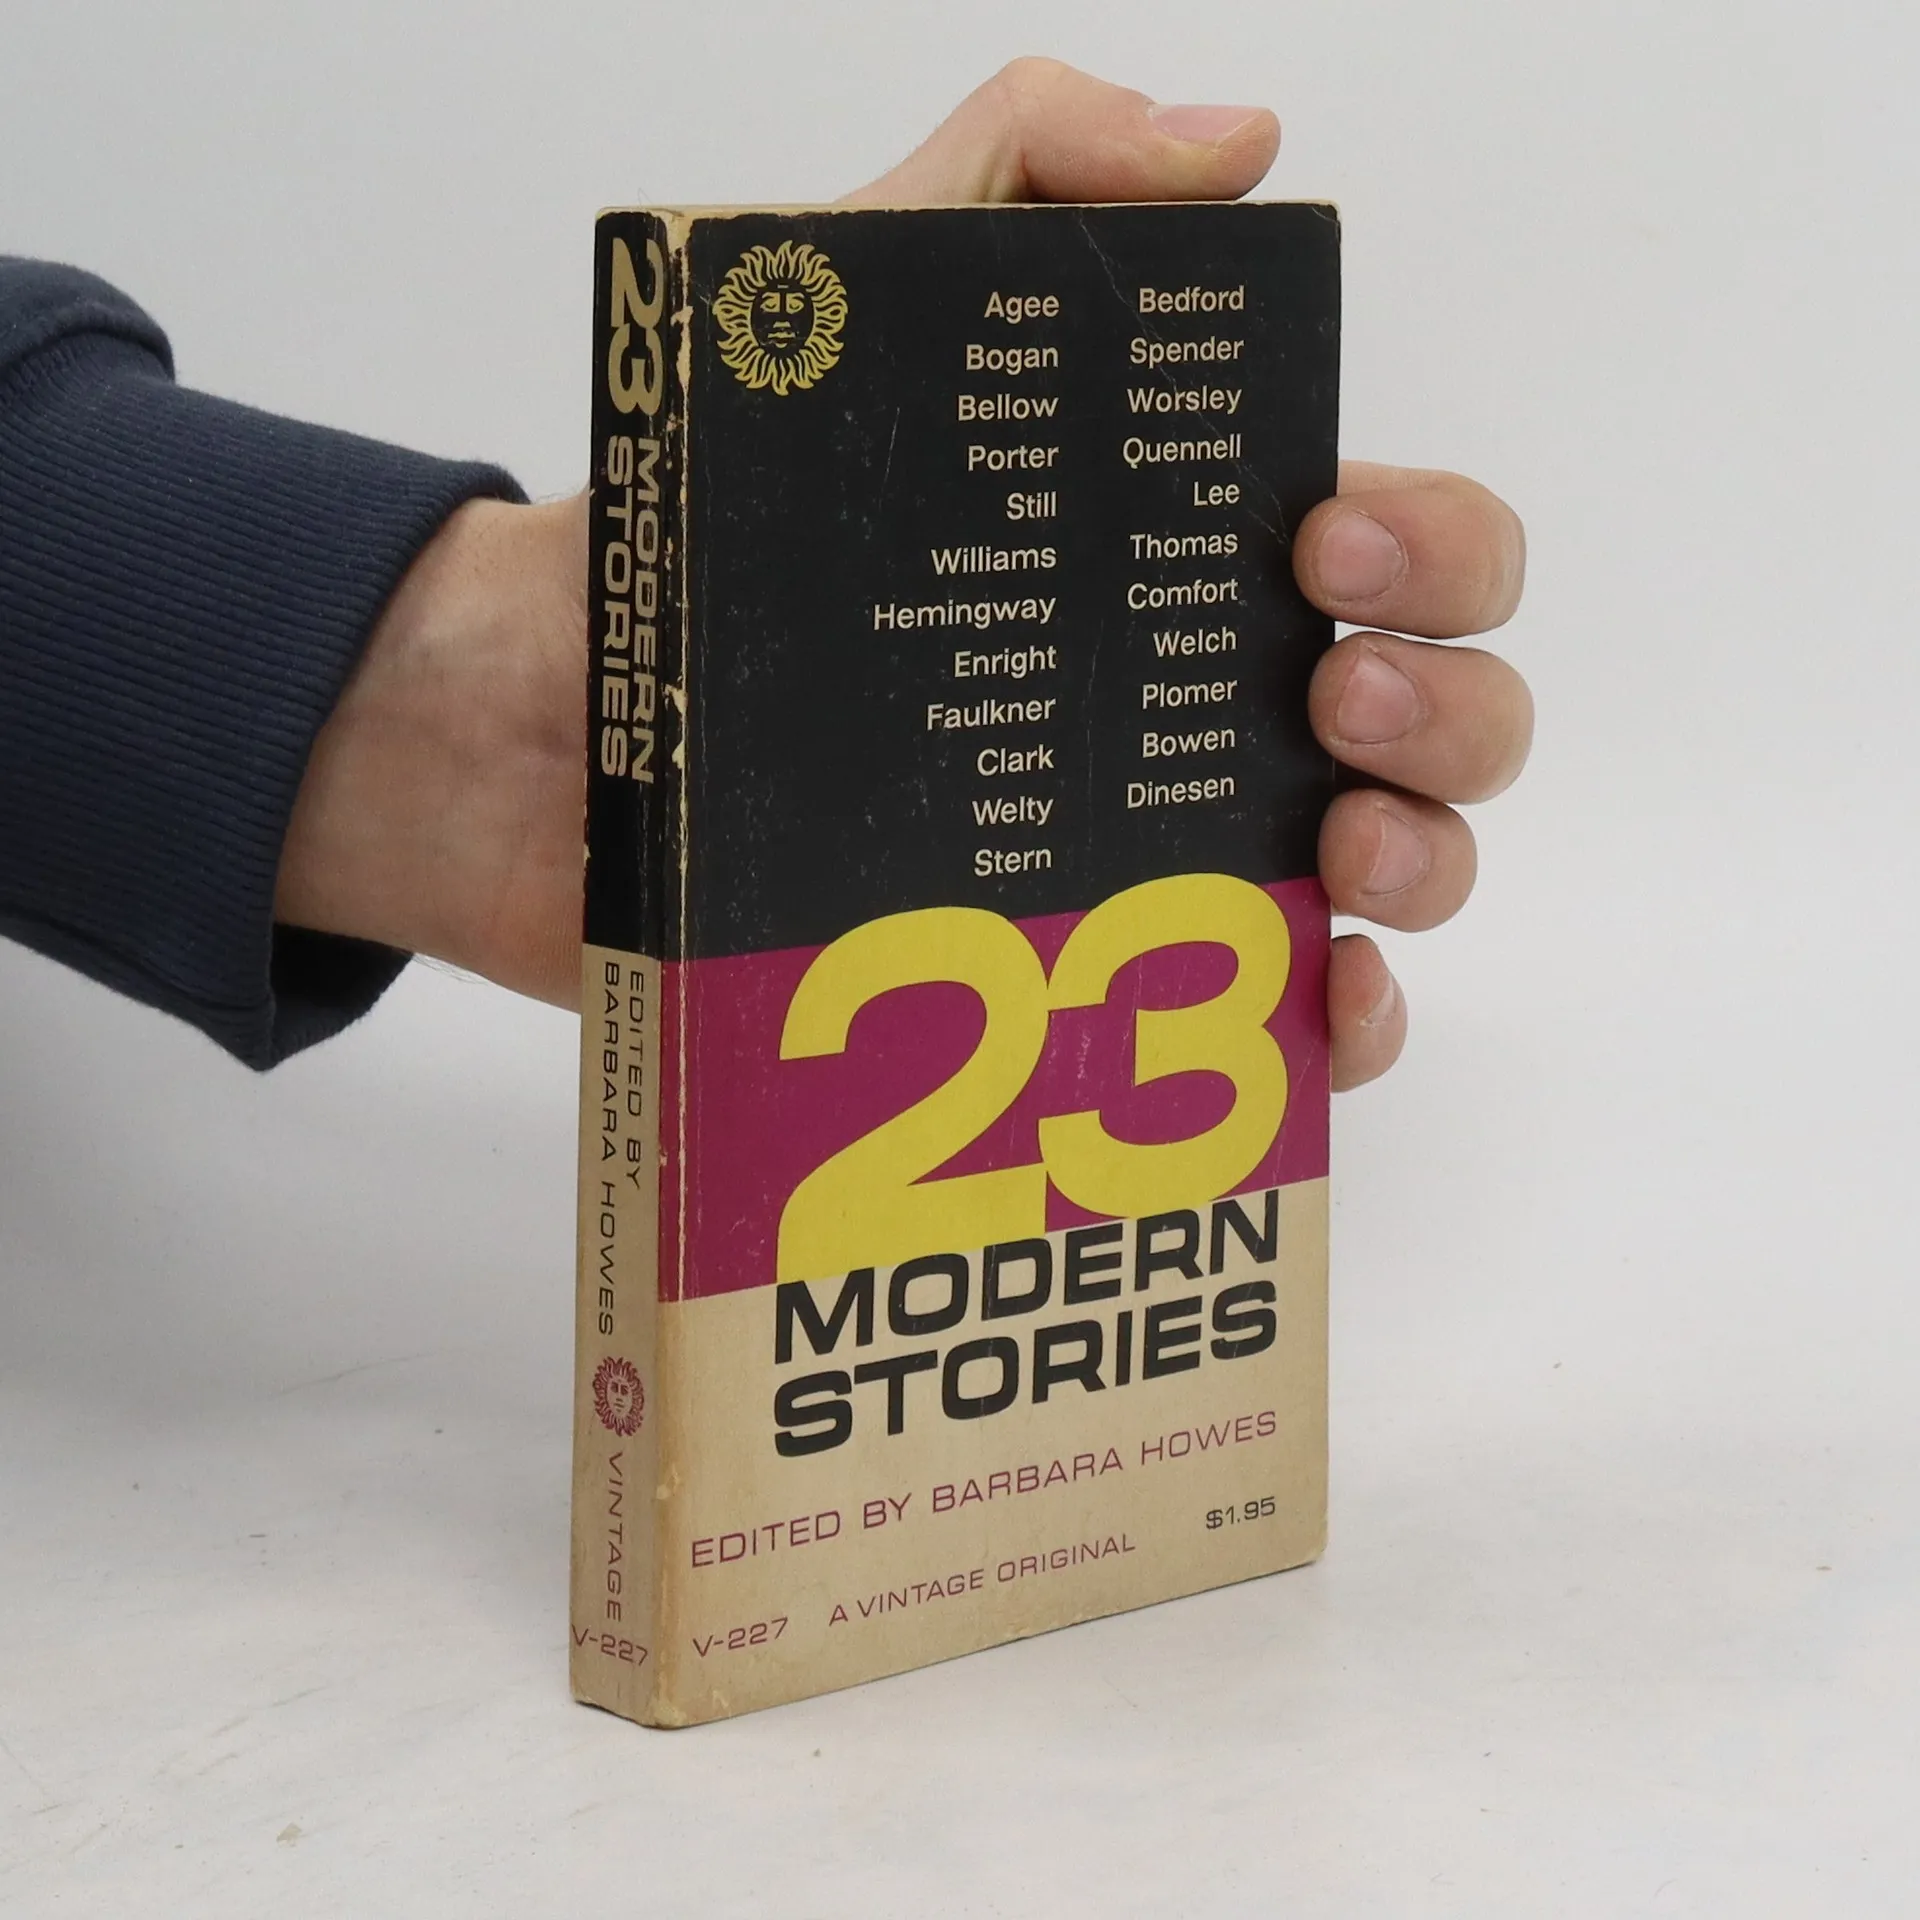 23 MODERN
STORIES
EDITED BY
BARBARA HOWES
VINTAGE
V-227
Agee
Bogan
Bellow
Porter
Still
Williams
Hemingway
Enright
Faulkner
Clark
Welty
Stern
Bedford
Spender
Worsley
Quennell
Lee
Thomas
Comfort
Welch
Plomer
Bowen
Dinesen
23
MODERN
STORIES
EDITED BY BARBARA HOWES
$1.95
V-227 A VINTAGE ORIGINAL